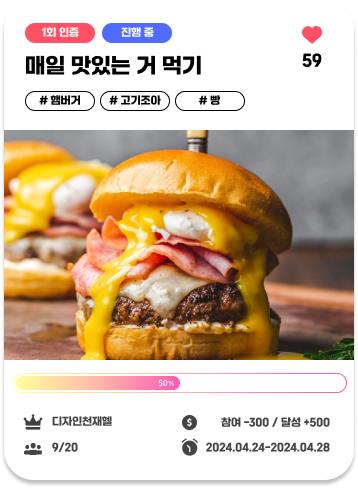 1회 인증
진행 중
매일 맛있는 거 먹기
59
# 햄버거
# 고기조아
# 빵
50%
디자인천재엘
참여 -300 / 달성 +500
9/20
2024.04.24-2024.04.28